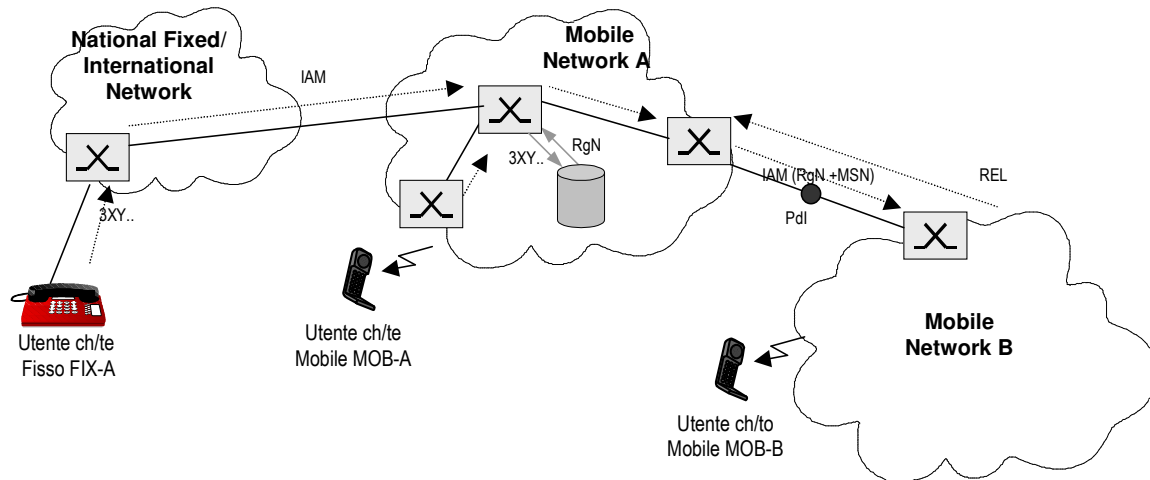 National Fixed/
International
Network
IAM
Mobile
Network A
3XY..
RgN
IAM (RgN.+MSN)
REL
PdI
3XY..
Utente ch/te
Fisso FIX-A
Utente ch/te
Mobile MOB-A
Mobile
Network B
Utente ch/to
Mobile MOB-B